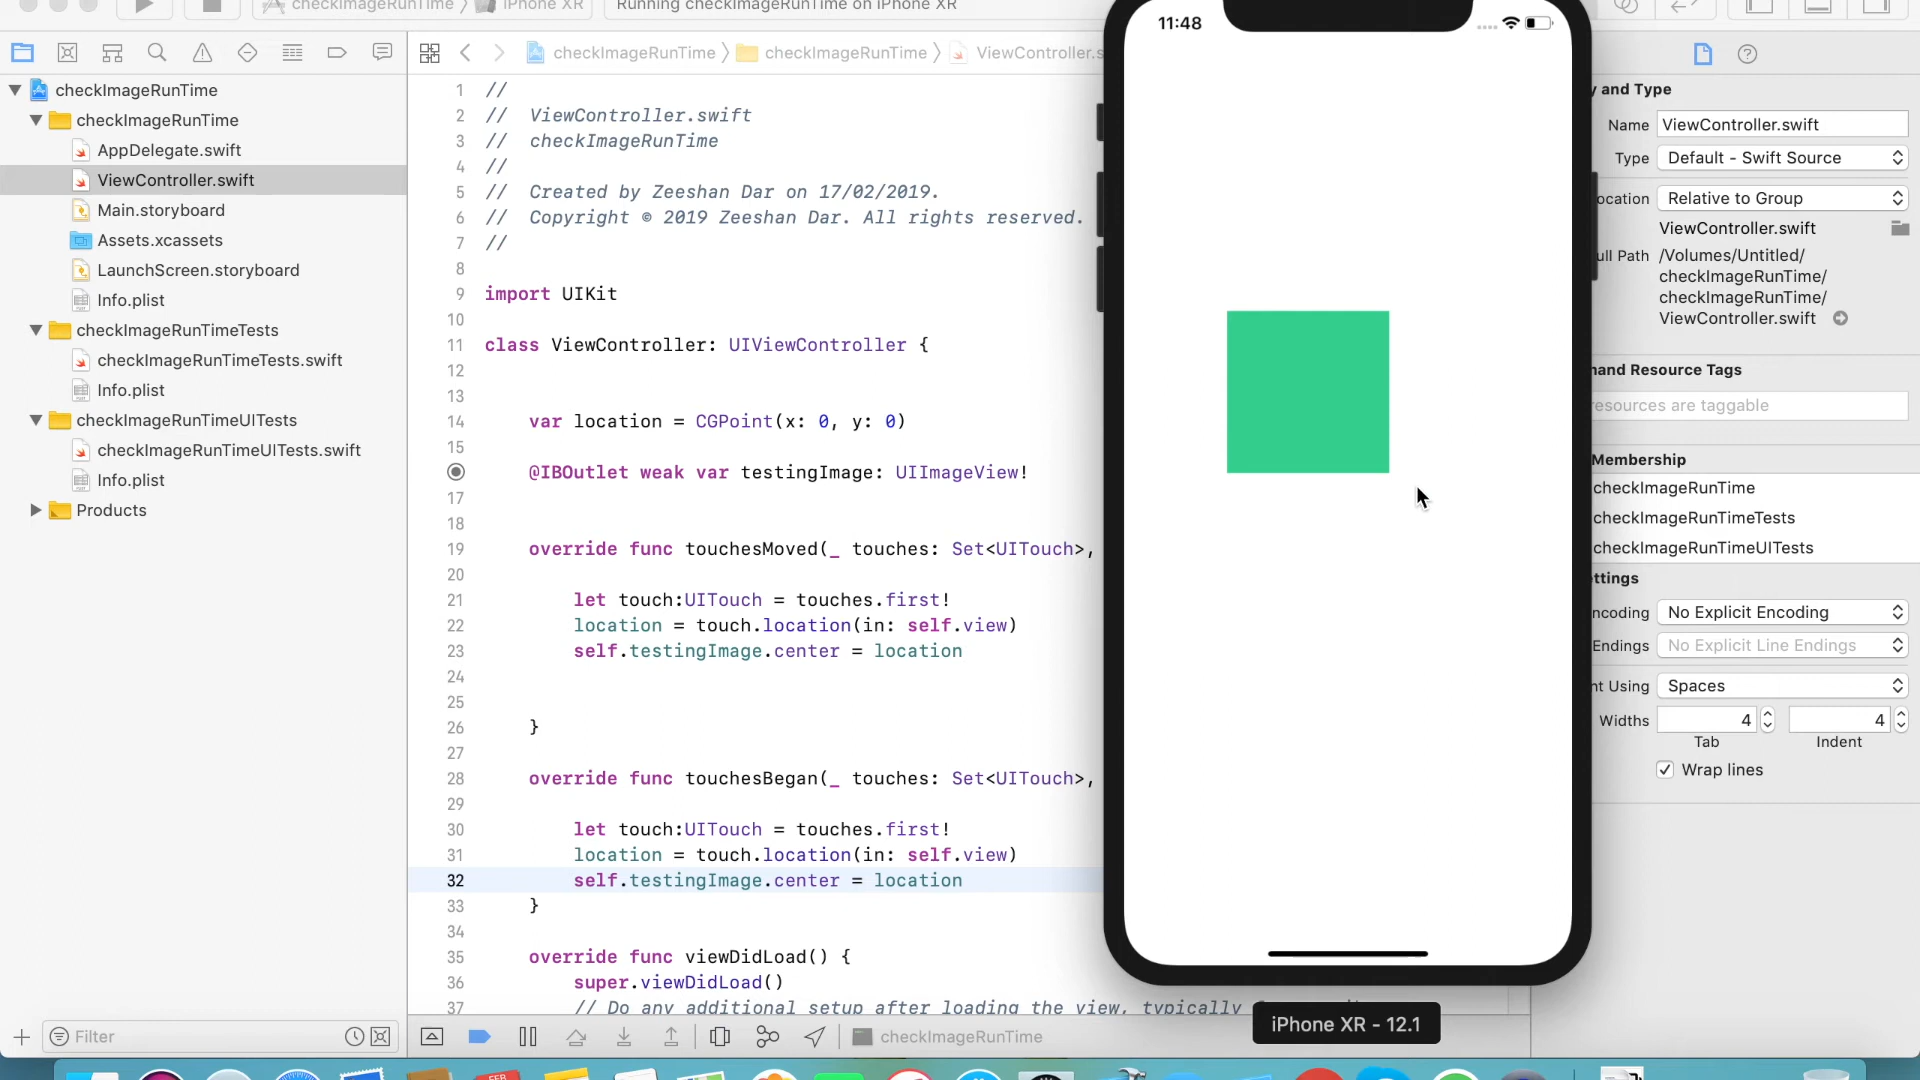 checkImageRunTime
iPhone XR
Running checkImageRunTime on iPhone XR
checkImageRunTime
checkImageRunTime
ViewController.s
checkImageRunTime
checkImageRunTime
AppDelegate.swift
ViewController.swift
Main.storyboard
Assets.xcassets
LaunchScreen.storyboard
Info.plist
checkImageRunTimeTests
checkImageRunTimeTests.swift
Info.plist
checkImageRunTimeUITests
checkImageRunTimeUITests.swift
Info.plist
Products
Filter
1 //
2 // ViewController.swift
3 // checkImageRunTime
4 //
5 // Created by Zeeshan Dar on 17/02/2019.
6 // Copyright © 2019 Zeeshan Dar. All rights reserved.
7 //
8
9 import UIKit
10
11 class ViewController: UIViewController {
12
13
14 var location = CGPoint(x: 0, y: 0)
15
@IBOutlet weak var testingImage: UIImageView!
17
18
19 override func touchesMoved(_ touches: Set<UITouch>,
20
21 let touch:UITouch = touches.first!
22 location = touch.location(in: self.view)
23 self.testingImage.center = location
24
25
26 }
27
28 override func touchesBegan(_ touches: Set<UITouch>,
29
30 let touch:UITouch = touches.first!
31 location = touch.location(in: self.view)
32 self.testingImage.center = location
33 }
34
35 override func viewDidLoad() {
36 super.viewDidLoad()
37 // Do any additional setup after loading the view, typically
checkImageRunTime
11:48
iPhone XR - 12.1
y and Type
Name ViewController.swift
Type Default - Swift Source
ocation Relative to Group
ViewController.swift
ull Path /Volumes/Untitled/
checkImageRunTime/
checkImageRunTime/
ViewController.swift
and Resource Tags
esources are taggable
Membership
checkImageRunTime
checkImageRunTimeTests
checkImageRunTimeUITests
ettings
ncoding No Explicit Encoding
Endings No Explicit Line Endings
nt Using Spaces
Widths 4 4
Tab Indent
Wrap lines
FEB